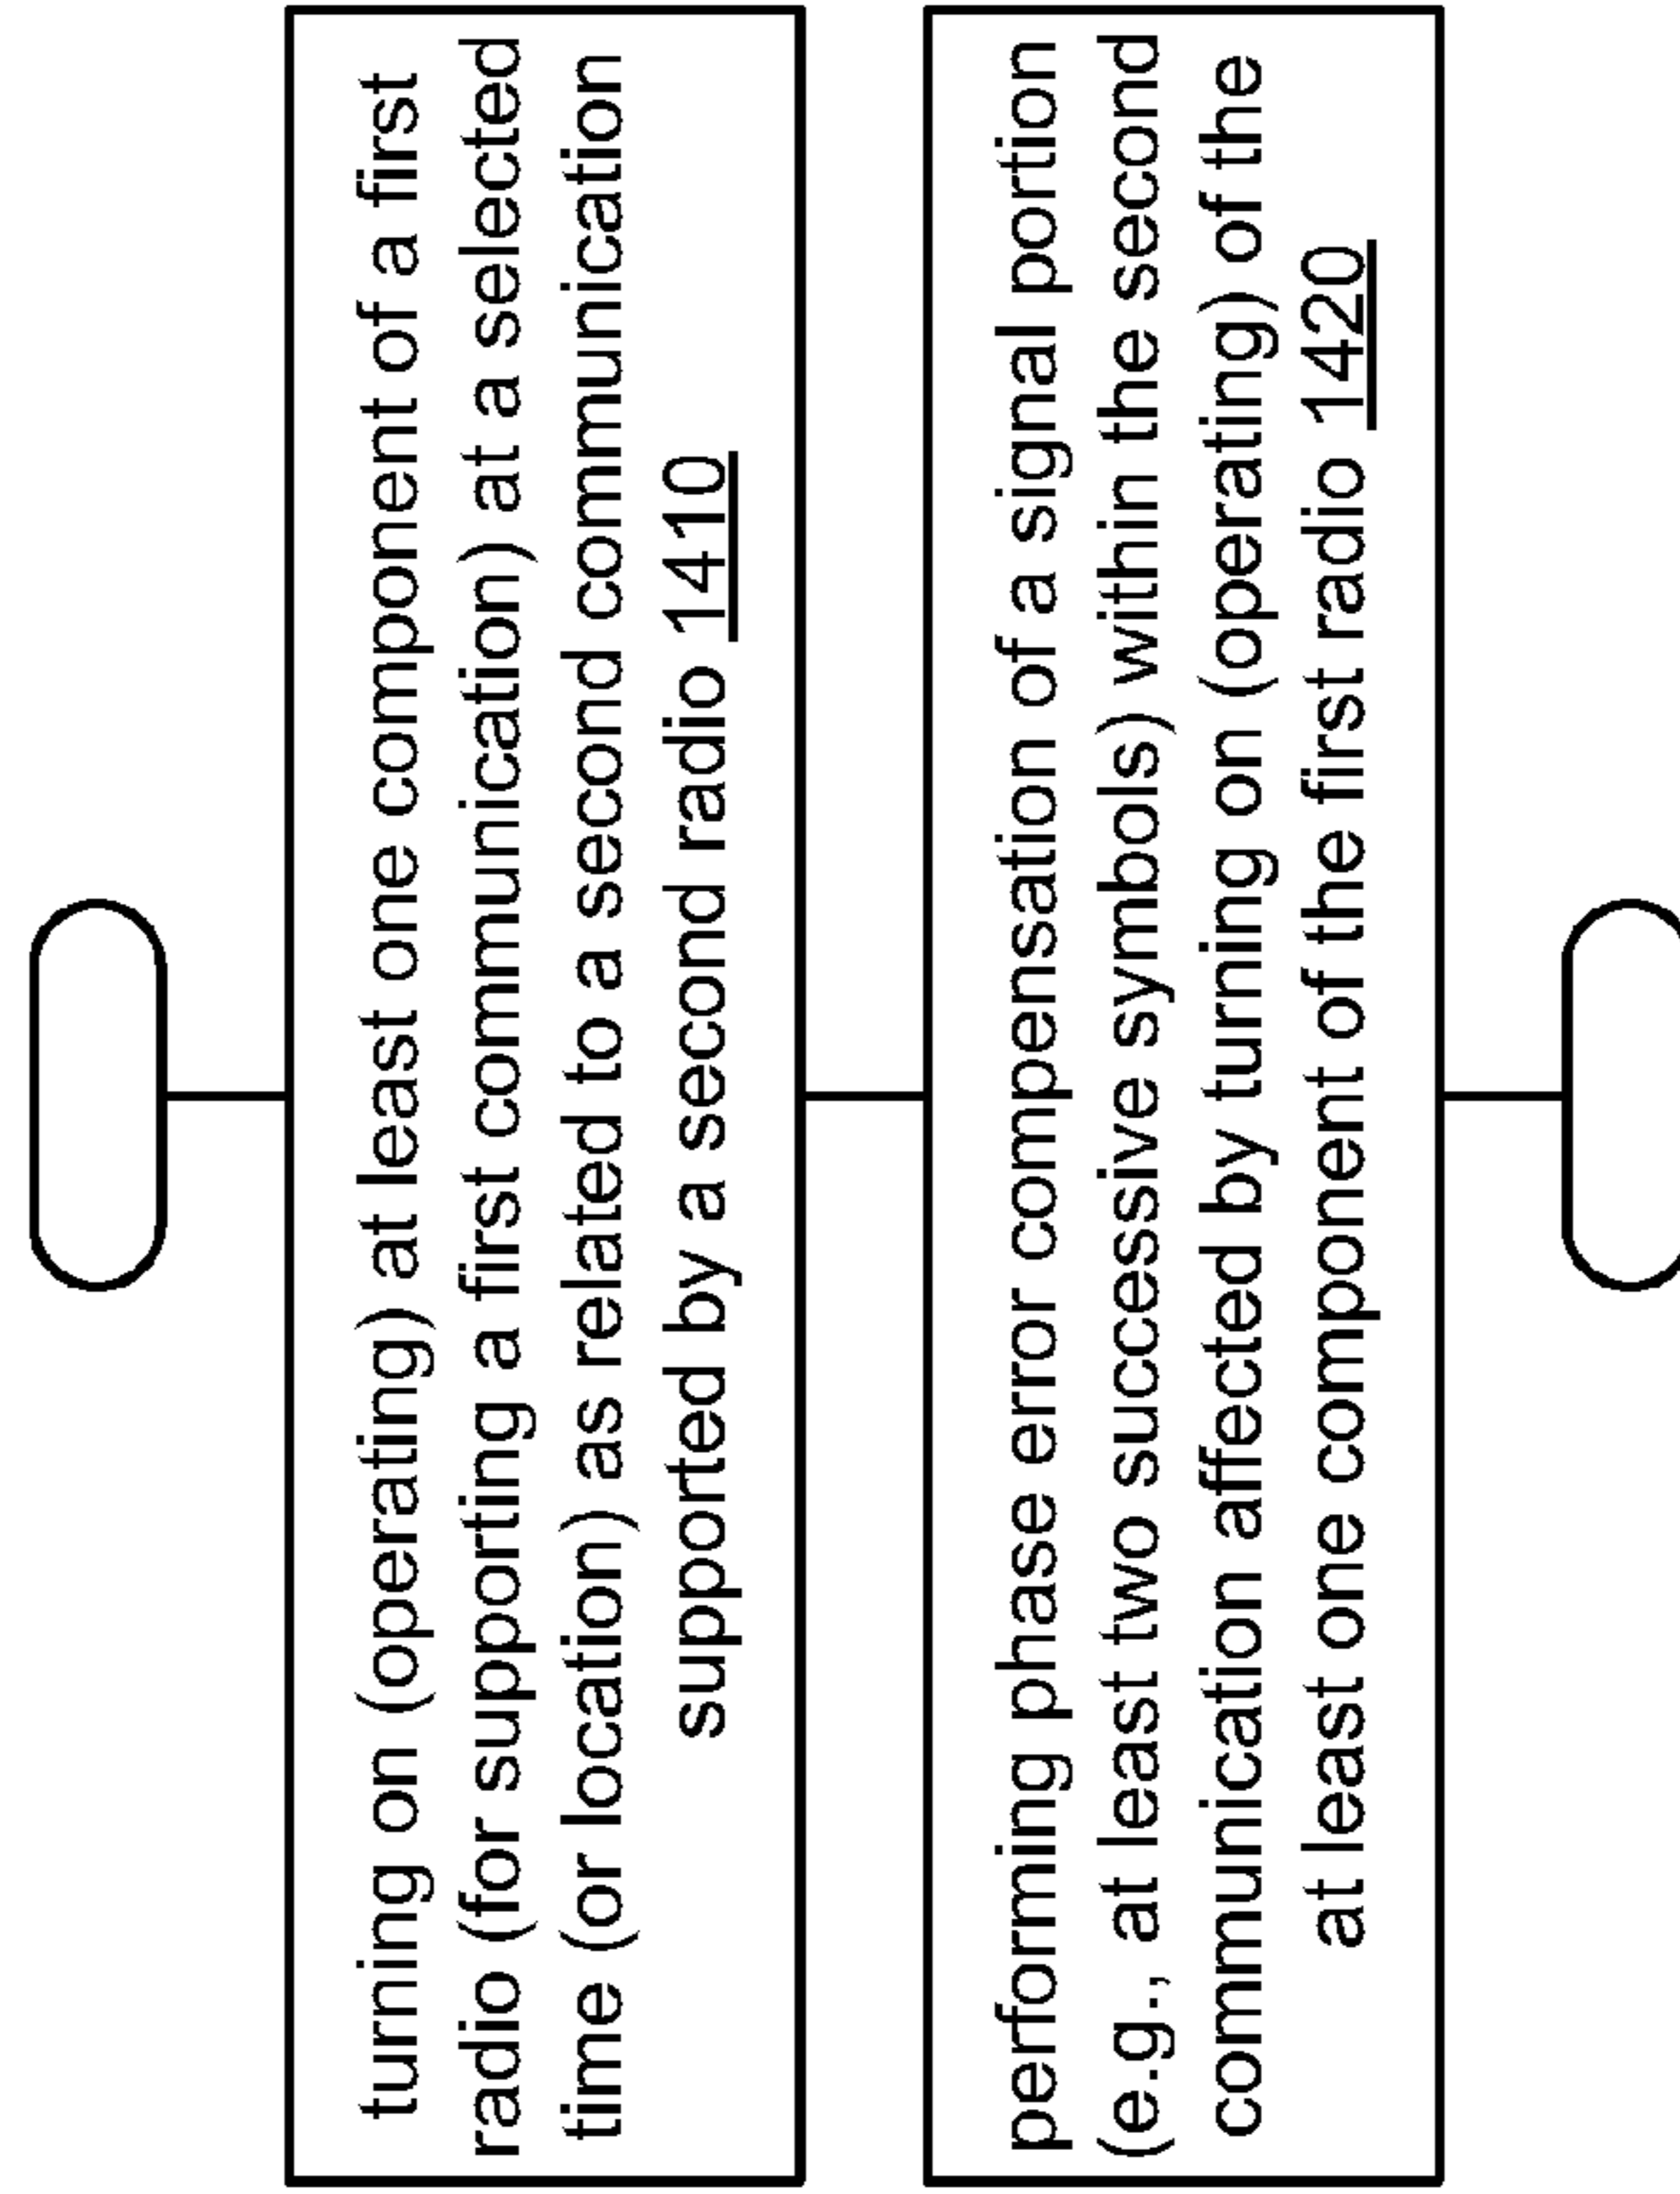 turning on (operating) at least one component of a first
radio (for supporting a first communication) at a selected
time (or location) as related to a second communication
supported by a second radio 1410
performing phase error compensation of a signal portion
(e.g., at least two successive symbols) within the second
communication affected by turning on (operating) of the
at least one component of the first radio 1420